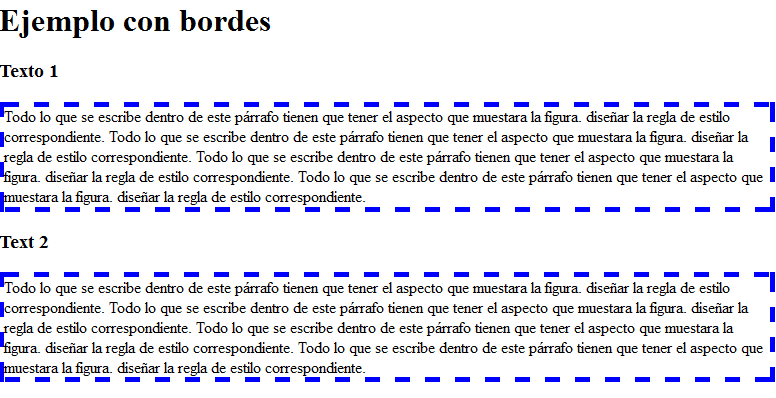 Ejemplo con bordes
Texto 1
Todo lo que se escribe dentro de este párrafo tienen que tener el aspecto que muestara la figura. diseñar la regla de estilo
correspondiente. Todo lo que se escribe dentro de este párrafo tienen que tener el aspecto que muestara la figura. diseñar la
regla de estilo correspondiente. Todo lo que se escribe dentro de este párrafo tienen que tener el aspecto que muestara la
figura. diseñar la regla de estilo correspondiente. Todo lo que se escribe dentro de este párrafo tienen que tener el aspecto que
muestara la figura. diseñar la regla de estilo correspondiente.
Text 2
Todo lo que se escribe dentro de este párrafo tienen que tener el aspecto que muestara la figura. diseñar la regla de estilo
correspondiente. Todo lo que se escribe dentro de este párrafo tienen que tener el aspecto que muestara la figura. diseñar la
regla de estilo correspondiente. Todo lo que se escribe dentro de este párrafo tienen que tener el aspecto que muestara la
figura. diseñar la regla de estilo correspondiente. Todo lo que se escribe dentro de este párrafo tienen que tener el aspecto que
muestara la figura. diseñar la regla de estilo correspondiente.